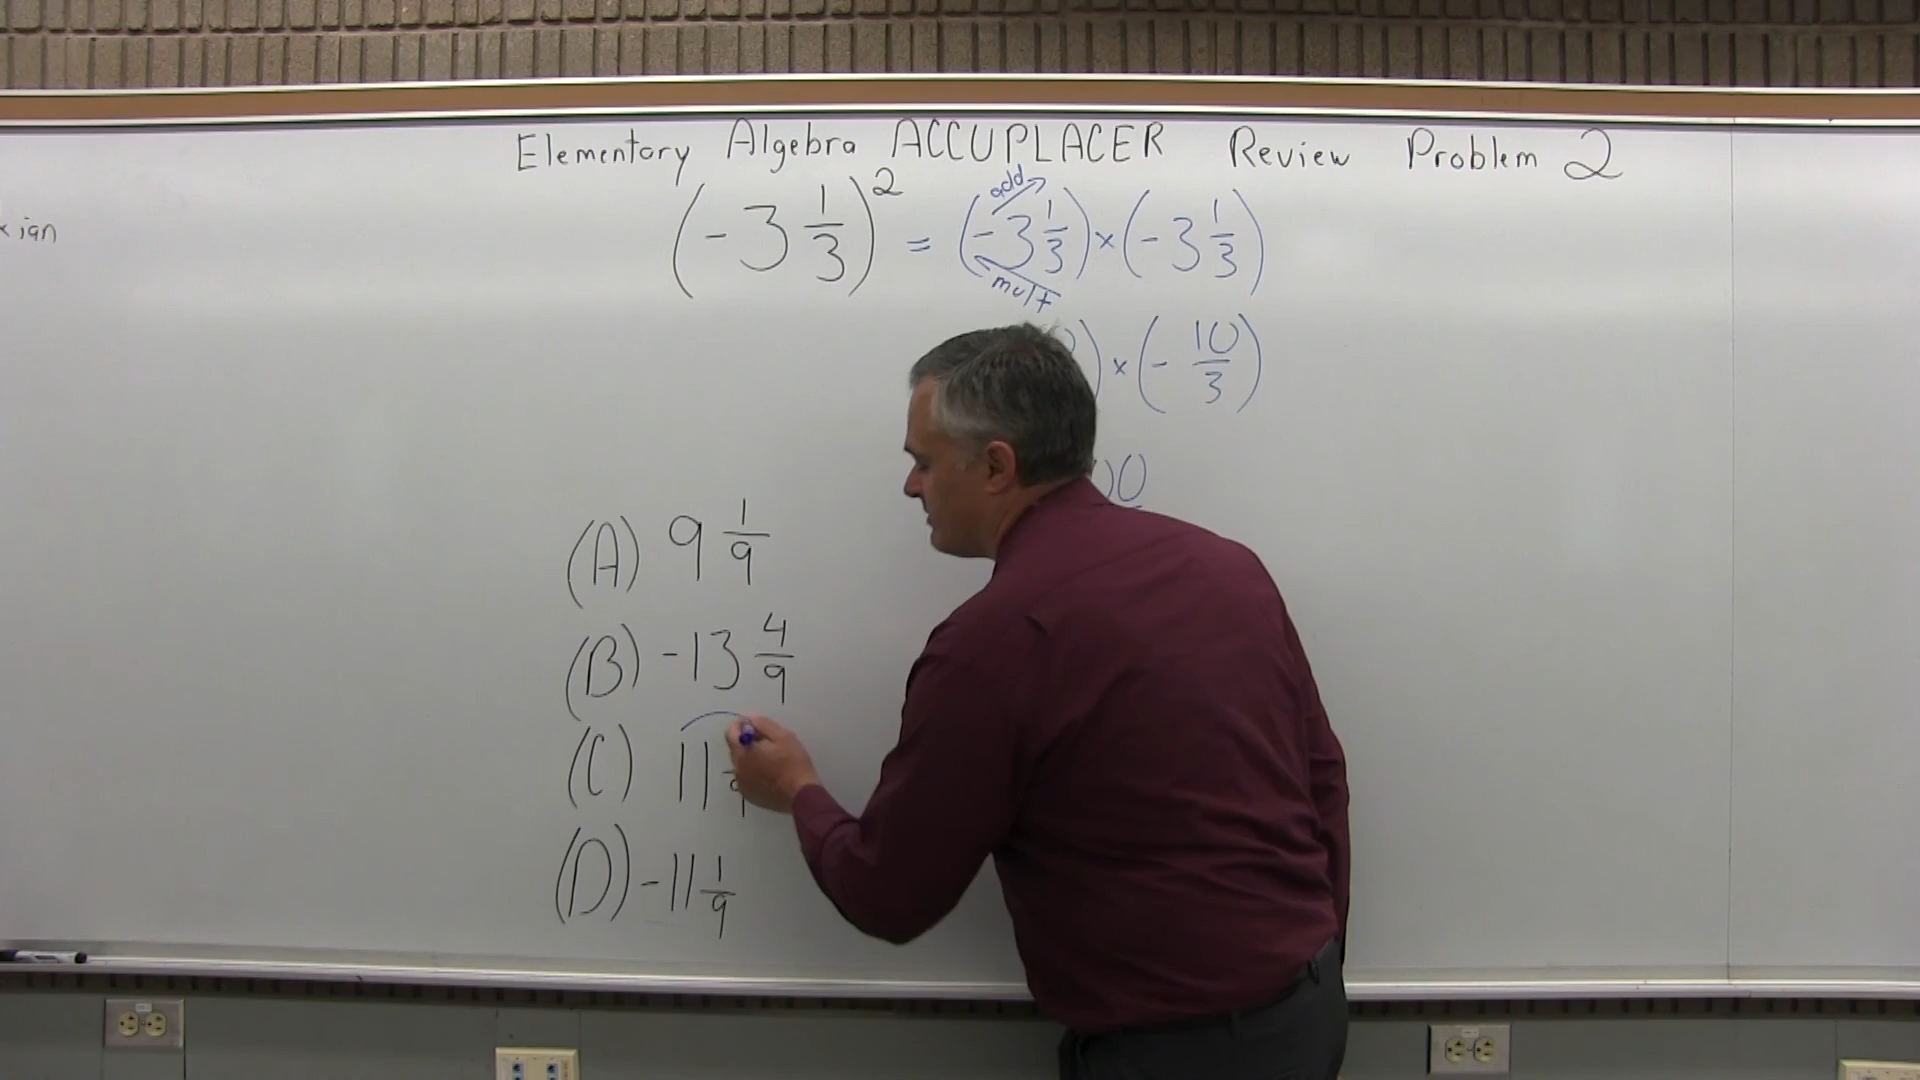 Elementary Algebra ACCUPLACER Review Problem 2
(-3 1/3)² = (-3 1/3) × (-3 1/3)
add
mult
) × (- 10/3)
00
(A) 9 1/9
(B) -13 4/9
(C) 11
(D) -11 1/9